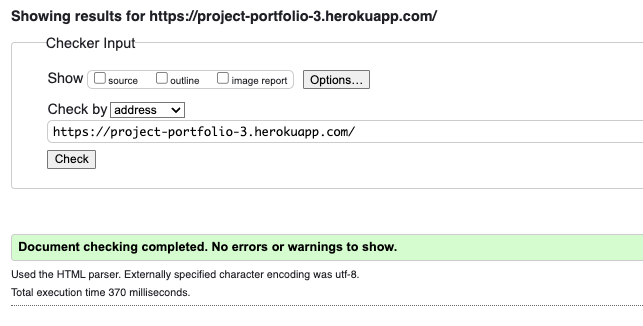 Showing results for https://project-portfolio-3.herokuapp.com/
Checker Input
Show source outline image report Options...
Check by address
https://project-portfolio-3.herokuapp.com/
Check
Document checking completed. No errors or warnings to show.
Used the HTML parser. Externally specified character encoding was utf-8.
Total execution time 370 milliseconds.